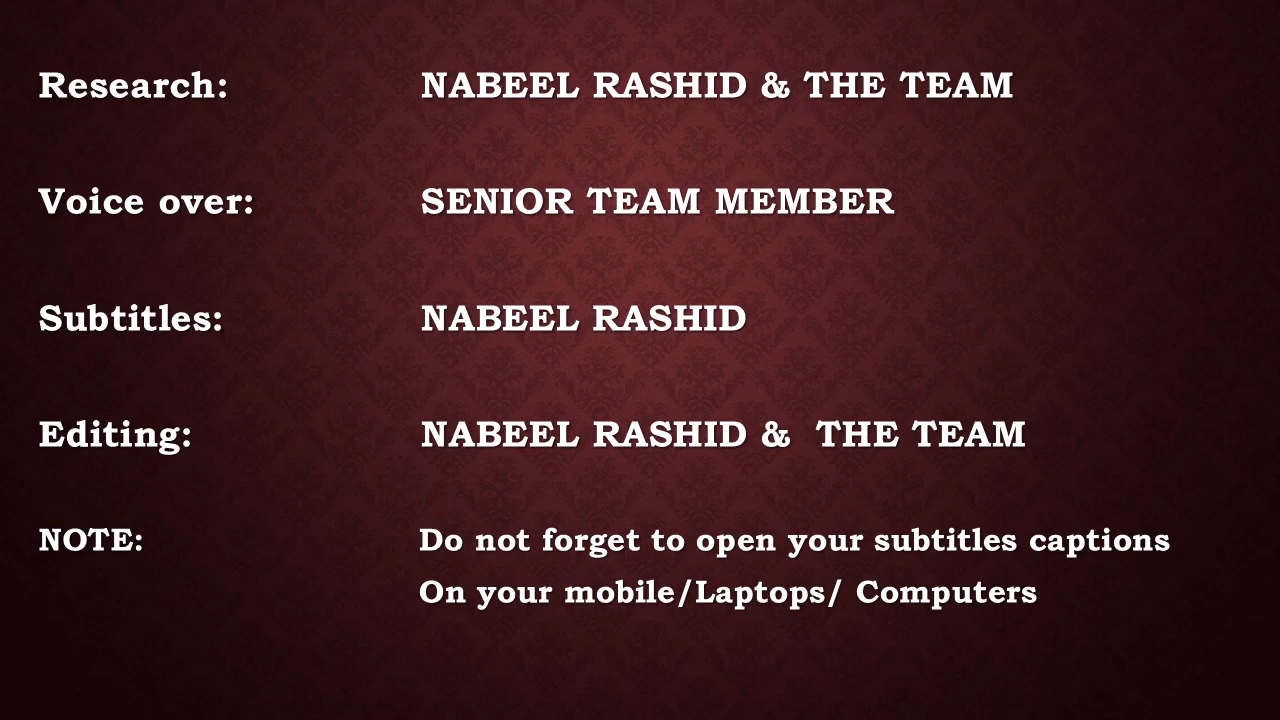 Research: NABEEL RASHID & THE TEAM
Voice over: SENIOR TEAM MEMBER
Subtitles: NABEEL RASHID
Editing: NABEEL RASHID &  THE TEAM
NOTE: Do not forget to open your subtitles captions
On your mobile/Laptops/ Computers